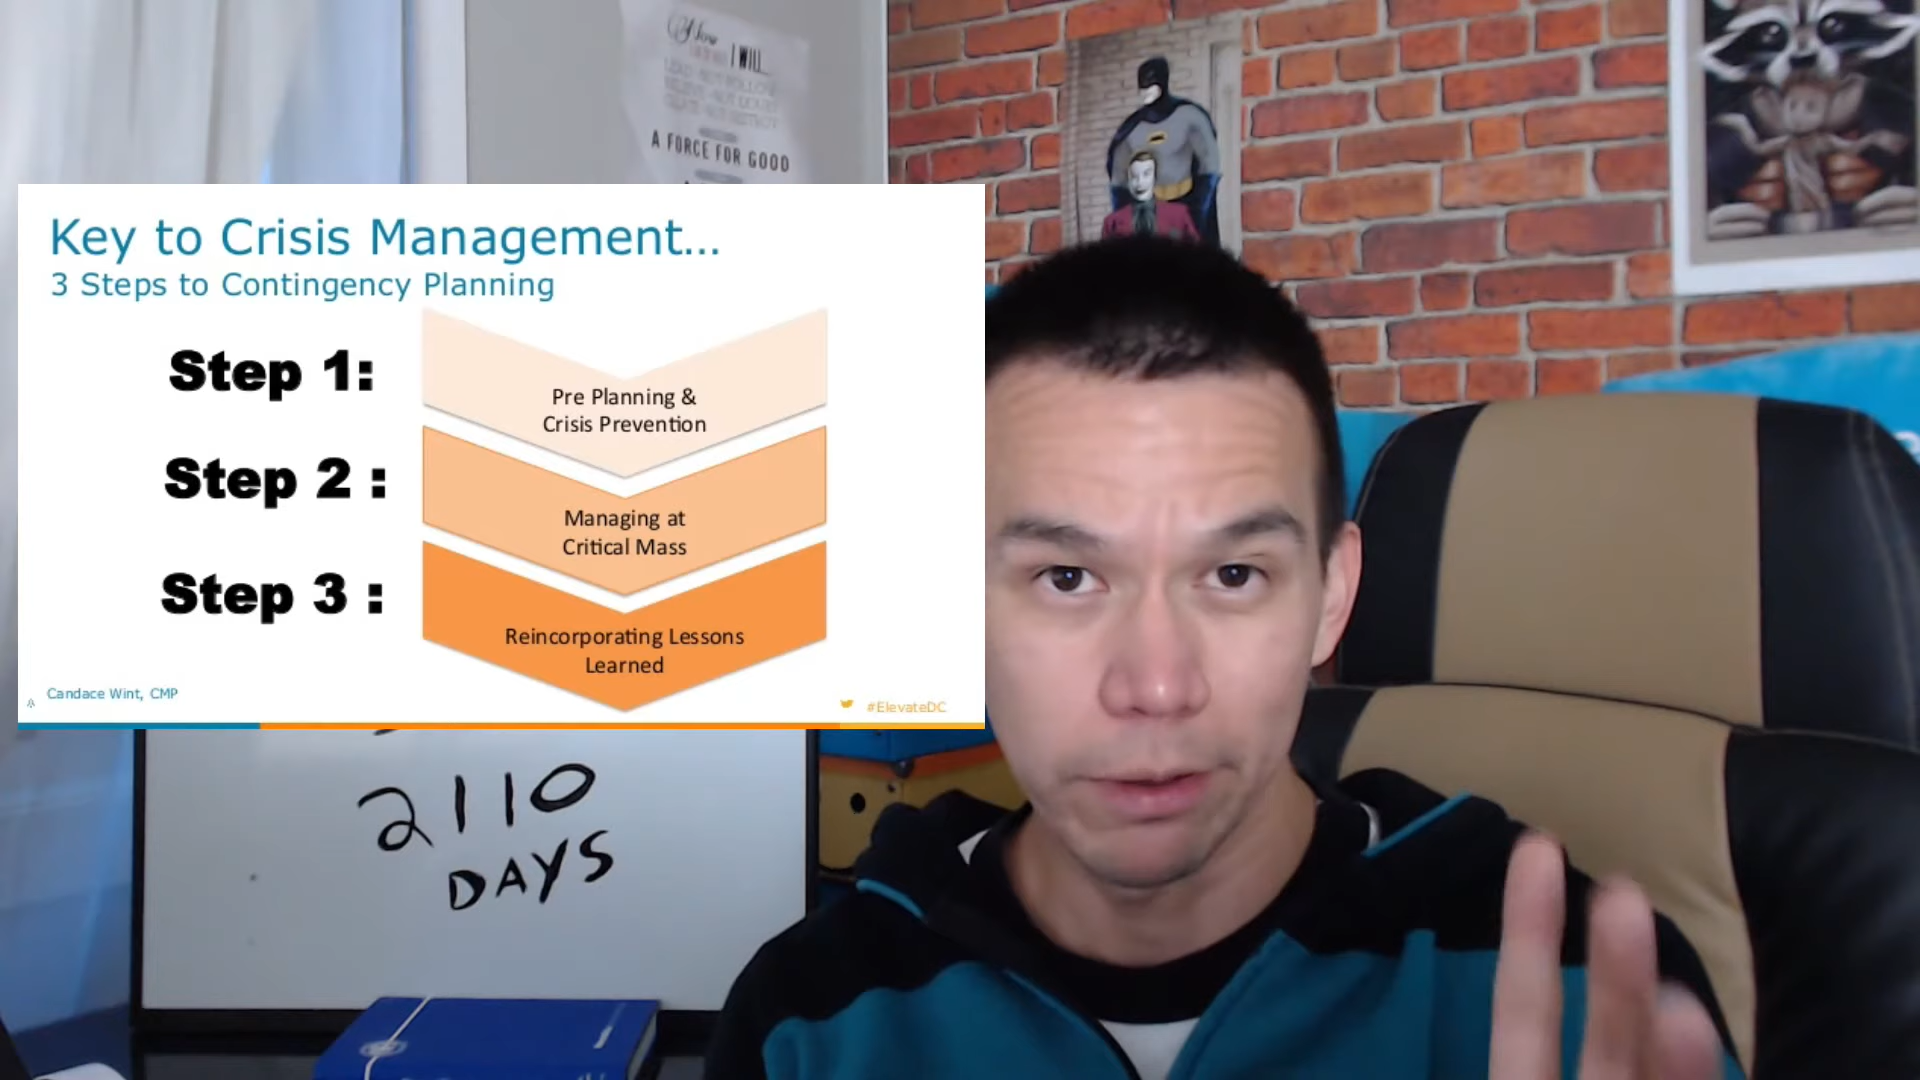 Now
I WILL
A FORCE FOR GOOD
Key to Crisis Management...
3 Steps to Contingency Planning
Step 1:
Pre Planning &
Crisis Prevention
Step 2 :
Managing at
Critical Mass
Step 3 :
Reincorporating Lessons
Learned
Candace Wint, CMP
#ElevateDC
2110
DAYS